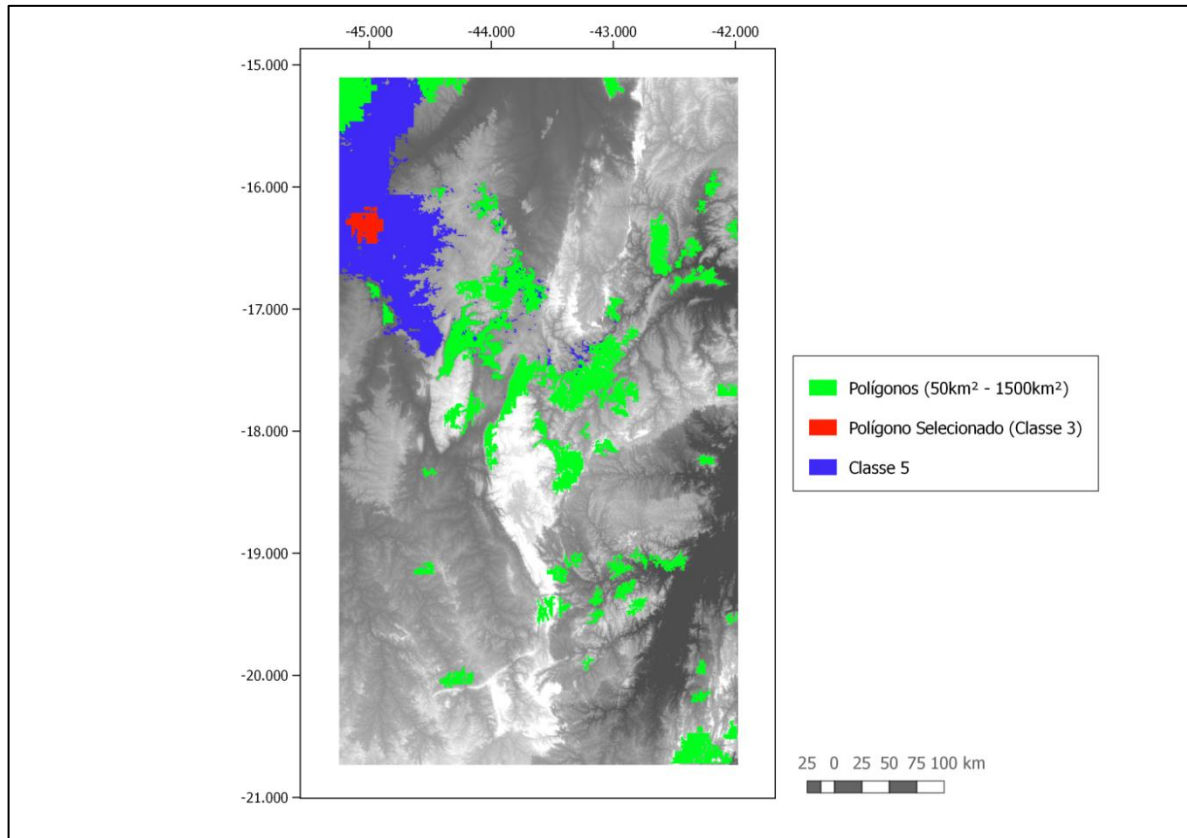 -45.000 -44.000 -43.000 -42.000
-15.000
-16.000
-17.000
-18.000
-19.000
-20.000
-21.000
Polígonos (50km² - 1500km²)
Polígono Selecionado (Classe 3)
Classe 5
25 0 25 50 75 100 km